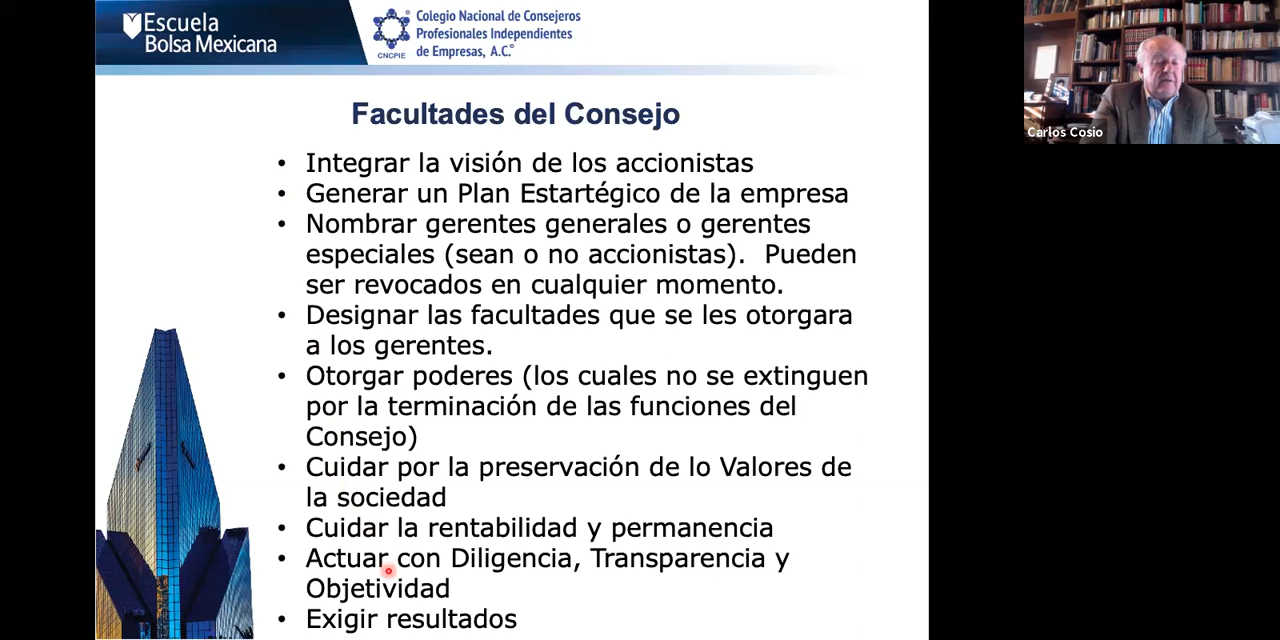 Escuela
Bolsa Mexicana
CNCPIE
Colegio Nacional de Consejeros
Profesionales Independientes
de Empresas, A.C.©
Carlos Cosio
Facultades del Consejo
• Integrar la visión de los accionistas
• Generar un Plan Estartégico de la empresa
• Nombrar gerentes generales o gerentes
especiales (sean o no accionistas).  Pueden
ser revocados en cualquier momento.
• Designar las facultades que se les otorgara
a los gerentes.
• Otorgar poderes (los cuales no se extinguen
por la terminación de las funciones del
Consejo)
• Cuidar por la preservación de lo Valores de
la sociedad
• Cuidar la rentabilidad y permanencia
• Actuar con Diligencia, Transparencia y
Objetividad
• Exigir resultados